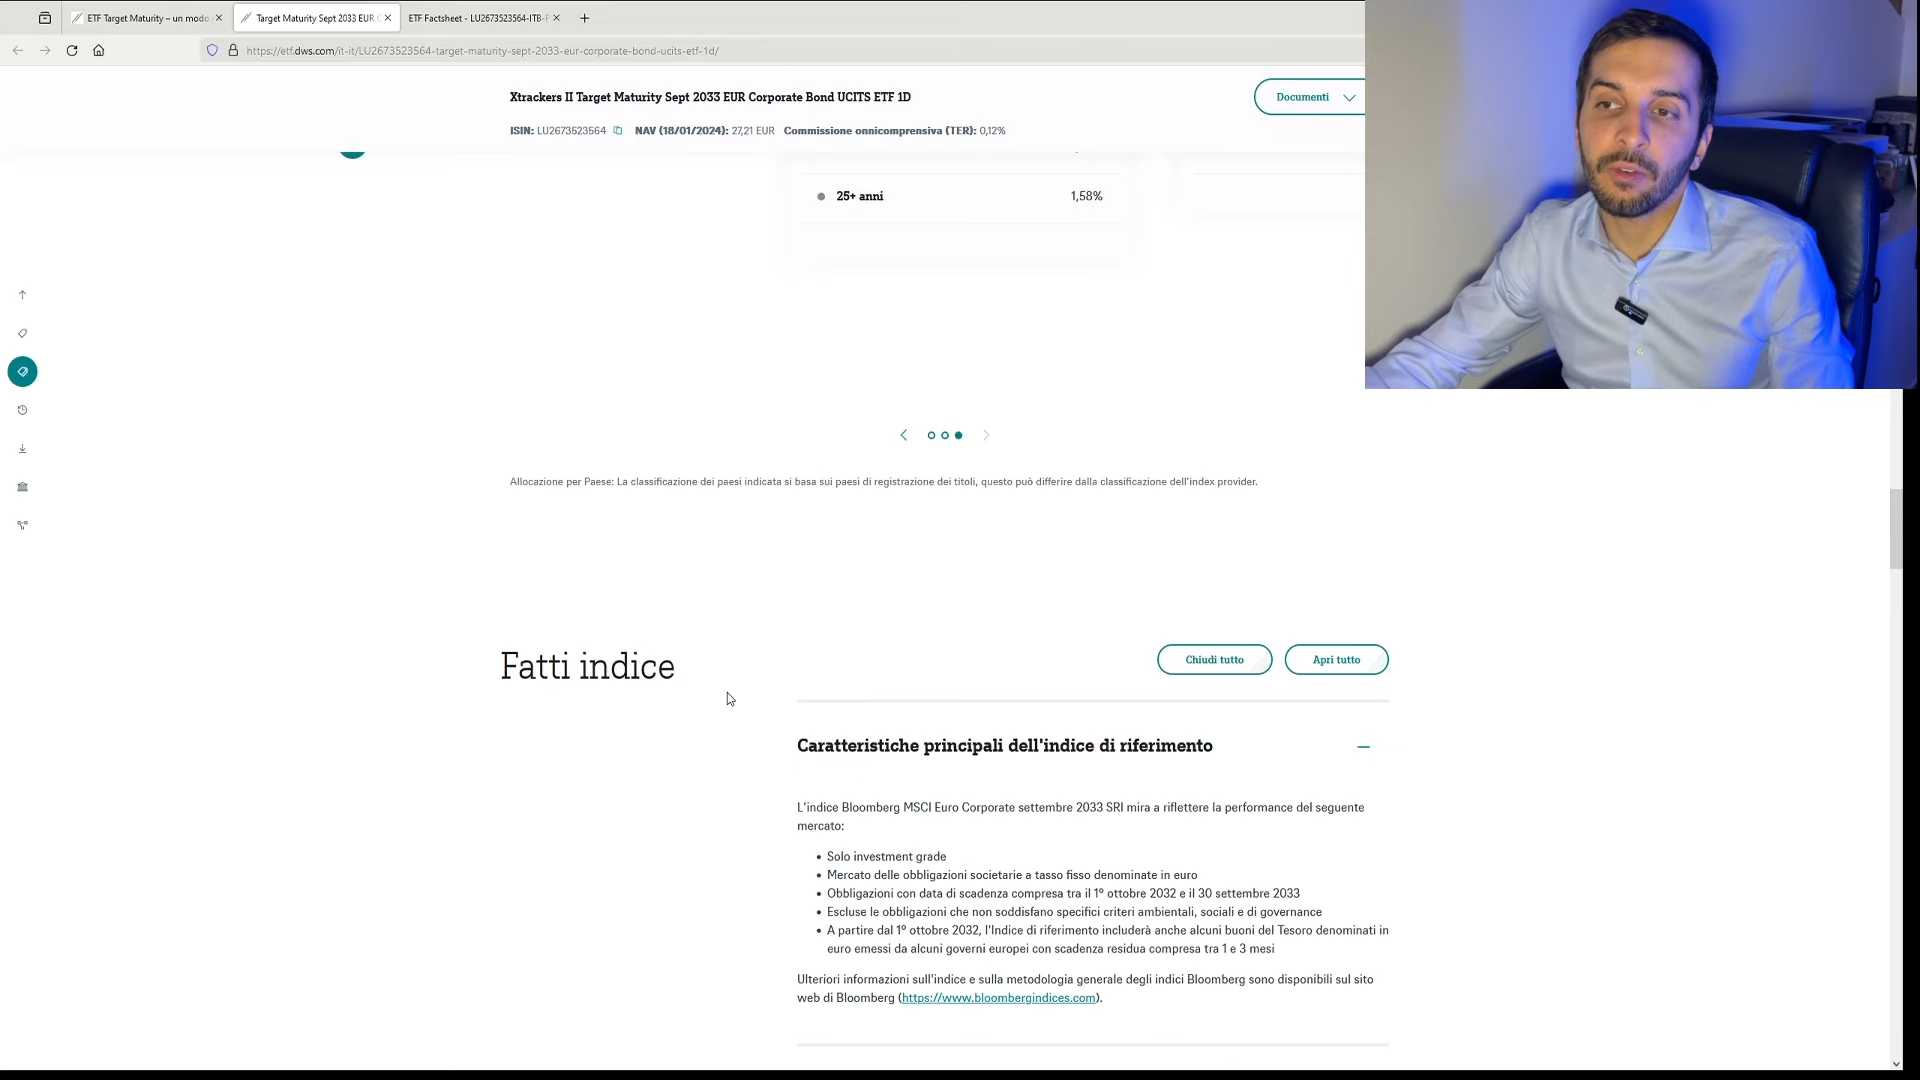 ETF Target Maturity – un modo
Target Maturity Sept 2033 EUR C
ETF Factsheet - LU2673523564-ITB-
https://etf.dws.com/it-it/LU2673523564-target-maturity-sept-2033-eur-corporate-bond-ucits-etf-1d/
Xtrackers II Target Maturity Sept 2033 EUR Corporate Bond UCITS ETF 1D
Documenti
ISIN: LU2673523564 NAV (18/01/2024): 27,21 EUR Commissione onnicomprensiva (TER): 0,12%
25+ anni 1,58%
Allocazione per Paese: La classificazione dei paesi indicata si basa sui paesi di registrazione dei titoli, questo può differire dalla classificazione dell'index provider.
Fatti indice
Chiudi tutto
Apri tutto
Caratteristiche principali dell'indice di riferimento
L'indice Bloomberg MSCI Euro Corporate settembre 2033 SRI mira a riflettere la performance del seguente
mercato:
• Solo investment grade
• Mercato delle obbligazioni societarie a tasso fisso denominate in euro
• Obbligazioni con data di scadenza compresa tra il 1° ottobre 2032 e il 30 settembre 2033
• Escluse le obbligazioni che non soddisfano specifici criteri ambientali, sociali e di governance
• A partire dal 1° ottobre 2032, l'Indice di riferimento includerà anche alcuni buoni del Tesoro denominati in
euro emessi da alcuni governi europei con scadenza residua compresa tra 1 e 3 mesi
Ulteriori informazioni sull'indice e sulla metodologia generale degli indici Bloomberg sono disponibili sul sito
web di Bloomberg (https://www.bloombergindices.com).